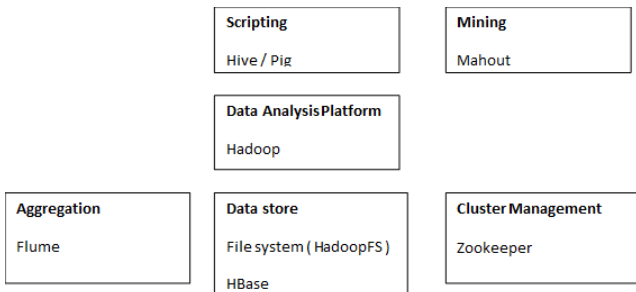 Scripting
Hive / Pig
Mining
Mahout
Data Analysis Platform
Hadoop
Aggregation
Flume
Data store
File system ( HadoopFS )
HBase
Cluster Management
Zookeeper